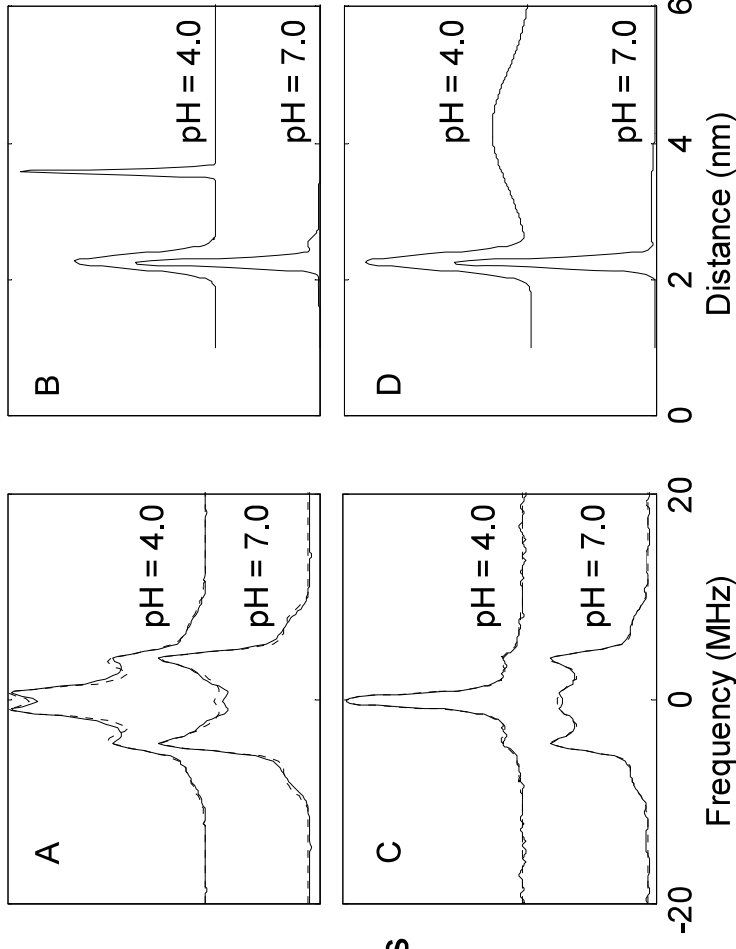 A
pH = 4.0
pH = 7.0
B
pH = 4.0
pH = 7.0
C
pH = 4.0
pH = 7.0
D
pH = 4.0
pH = 7.0
-20 0 20
0 2 4 6
Frequency (MHz)
Distance (nm)